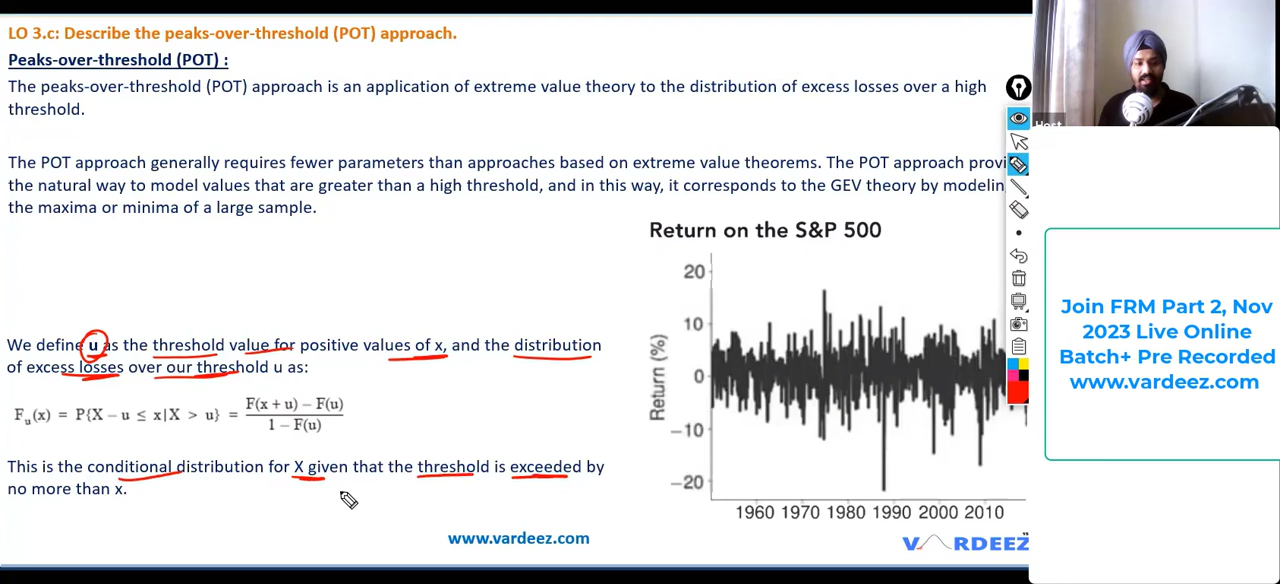 LO 3.c: Describe the peaks-over-threshold (POT) approach.
Peaks-over-threshold (POT) :
The peaks-over-threshold (POT) approach is an application of extreme value theory to the distribution of excess losses over a high
threshold.
The POT approach generally requires fewer parameters than approaches based on extreme value theorems. The POT approach provi
the natural way to model values that are greater than a high threshold, and in this way, it corresponds to the GEV theory by modelin
the maxima or minima of a large sample.
We define u as the threshold value for positive values of x, and the distribution
of excess losses over our threshold u as:
Fᵤ(x) = P{X − u ≤ x|X > u} = F(x + u) − F(u) / 1 − F(u)
This is the conditional distribution for X given that the threshold is exceeded by
no more than x.
www.vardeez.com
Return on the S&P 500
Return (%)
20
10
0
−10
−20
1960 1970 1980 1990 2000 2010
VARDEEZ
Host
Join FRM Part 2, Nov
2023 Live Online
Batch+ Pre Recorded
www.vardeez.com